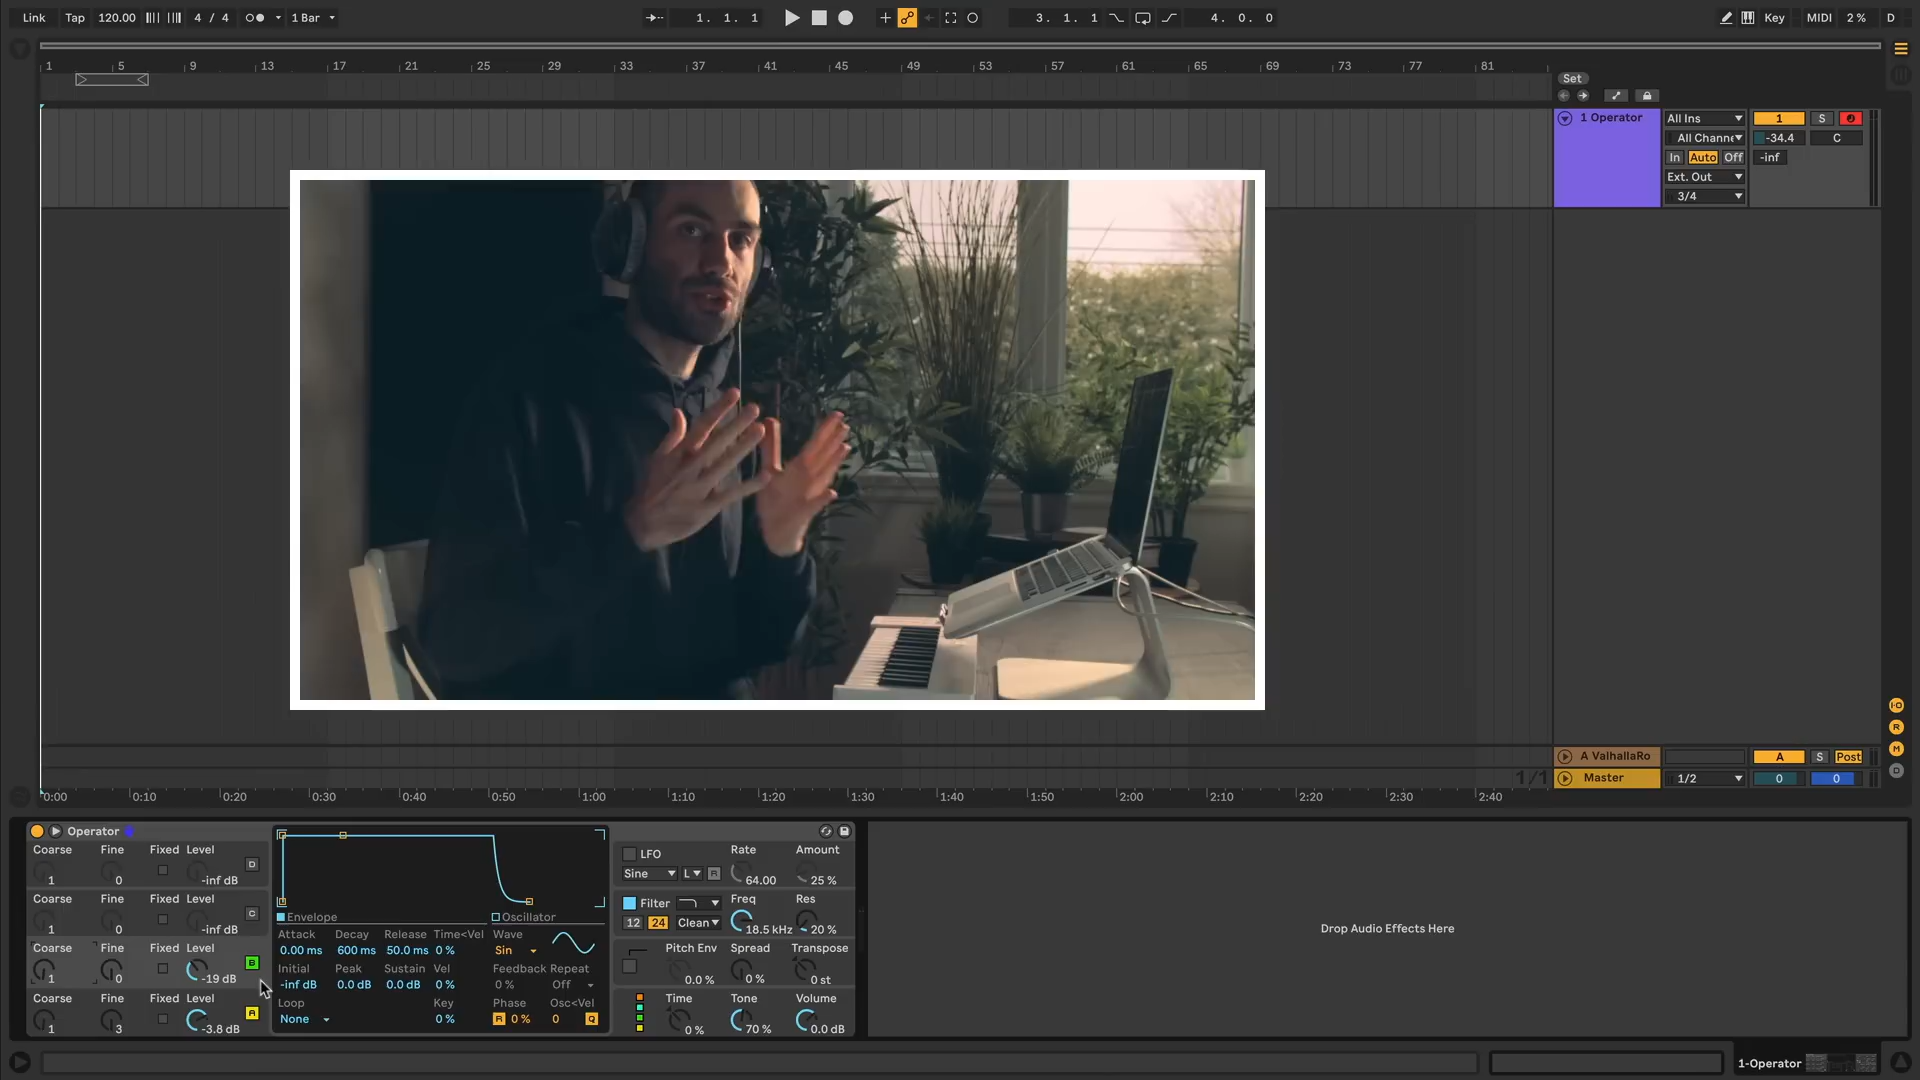 Link Tap 120.00 4 / 4 1 Bar 1. 1. 1 3. 1. 1 4. 0. 0 Key MIDI 2 % D
1 5 9 13 17 21 25 29 33 37 41 45 49 53 57 61 65 69 73 77 81
Set
1 Operator All Ins 1 S
All Channe -34.4 C
In Auto Off -inf
Ext. Out
3/4
A ValhallaRo A S Post
1/1
Master 1/2 0 0
0:00 0:10 0:20 0:30 0:40 0:50 1:00 1:10 1:20 1:30 1:40 1:50 2:00 2:10 2:20 2:30 2:40
R
M
D
Operator
Coarse Fine Fixed Level D
1 0 -inf dB
Coarse Fine Fixed Level C
1 0 -inf dB
Coarse Fine Fixed Level B
1 0 -19 dB
Coarse Fine Fixed Level A
1 3 -3.8 dB
Envelope Oscillator
Attack Decay Release Time<Vel Wave
0.00 ms 600 ms 50.0 ms 0 % Sin
Initial Peak Sustain Vel Feedback Repeat
-inf dB 0.0 dB 0.0 dB 0 % 0 % Off
Loop Key Phase Osc<Vel
None 0 % R 0 % 0 Q
LFO Rate Amount
Sine L R 64.00 25 %
Filter Freq Res
12 24 Clean 18.5 kHz 20 %
Pitch Env Spread Transpose
0.0 % 0 % 0 st
Time Tone Volume
0 % 70 % 0.0 dB
Drop Audio Effects Here
1-Operator